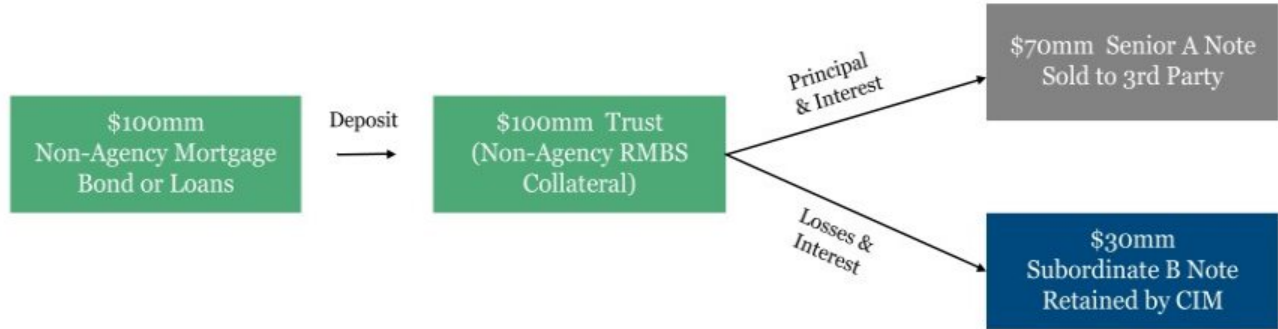 $100mm
Non-Agency Mortgage
Bond or Loans
Deposit
$100mm Trust
(Non-Agency RMBS
Collateral)
Principal
& Interest
$70mm Senior A Note
Sold to 3rd Party
Losses &
Interest
$30mm
Subordinate B Note
Retained by CIM